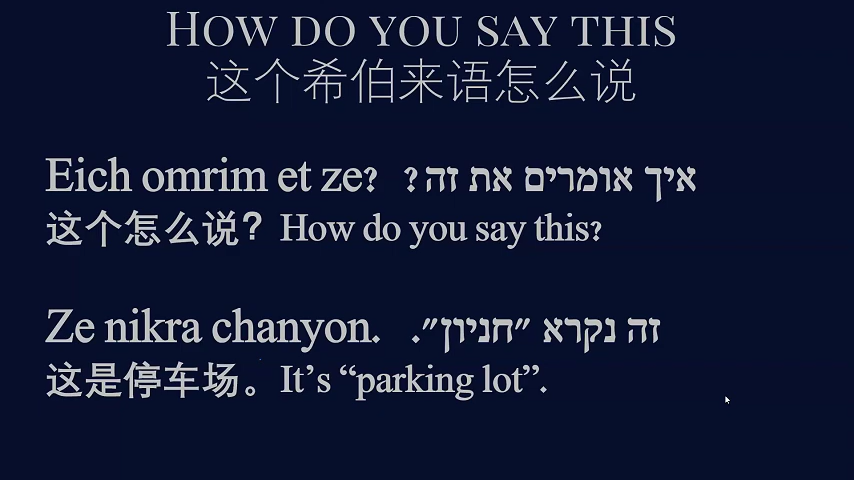 HOW DO YOU SAY THIS
这个希伯来语怎么说
Eich omrim et ze? איך אומרים את זה?
这个怎么说? How do you say this?
Ze nikra chanyon. זה נקרא ״חניון״.
这是停车场。It's “parking lot”.